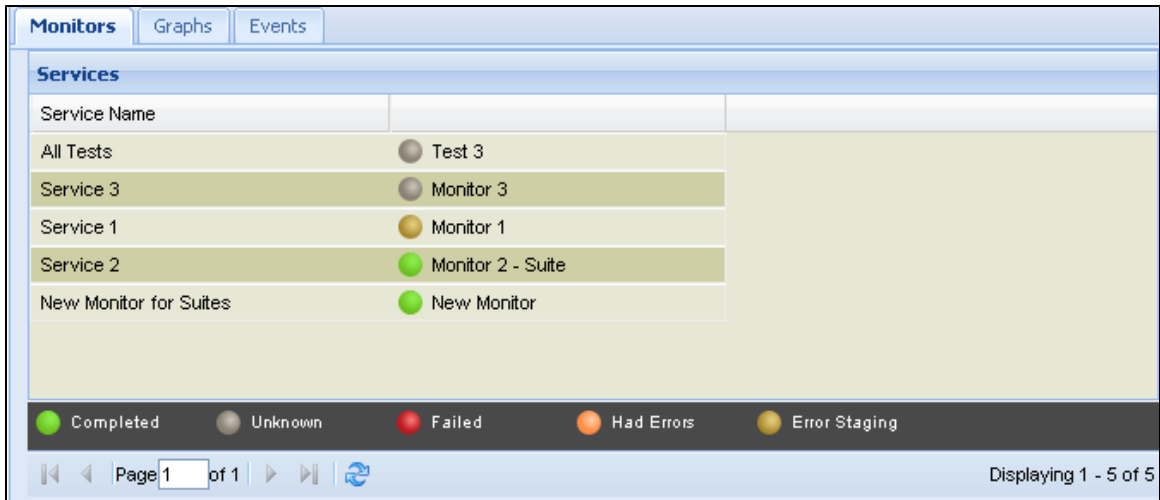 Monitors Graphs Events
Services
Service Name
All Tests Test 3
Service 3 Monitor 3
Service 1 Monitor 1
Service 2 Monitor 2 - Suite
New Monitor for Suites New Monitor
Completed Unknown Failed Had Errors Error Staging
Page 1 of 1 Displaying 1 - 5 of 5